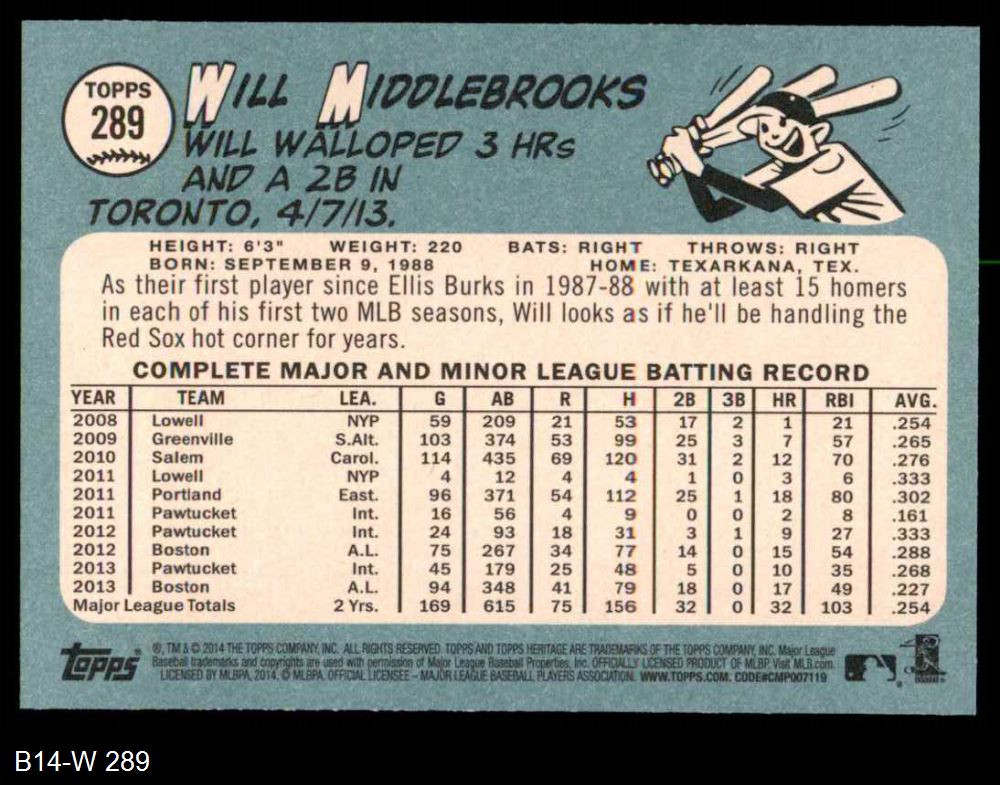 TOPPS
289
WILL MIDDLEBROOKS
WILL WALLOPED 3 HRs
AND A 2B IN
TORONTO, 4/7/13.
HEIGHT: 6'3" WEIGHT: 220 BATS: RIGHT THROWS: RIGHT
BORN: SEPTEMBER 9, 1988 HOME: TEXARKANA, TEX.
As their first player since Ellis Burks in 1987-88 with at least 15 homers
in each of his first two MLB seasons, Will looks as if he'll be handling the
Red Sox hot corner for years.
COMPLETE MAJOR AND MINOR LEAGUE BATTING RECORD
YEAR TEAM LEA. G AB R H 2B 3B HR RBI AVG.
2008 Lowell NYP 59 209 21 53 17 2 1 21 .254
2009 Greenville S.Alt. 103 374 53 99 25 3 7 57 .265
2010 Salem Carol. 114 435 69 120 31 2 12 70 .276
2011 Lowell NYP 4 12 4 4 1 0 3 6 .333
2011 Portland East. 96 371 54 112 25 1 18 80 .302
2011 Pawtucket Int. 16 56 4 9 0 0 2 8 .161
2012 Pawtucket Int. 24 93 18 31 3 1 9 27 .333
2012 Boston A.L. 75 267 34 77 14 0 15 54 .288
2013 Pawtucket Int. 45 179 25 48 5 0 10 35 .268
2013 Boston A.L. 94 348 41 79 18 0 17 49 .227
Major League Totals 2 Yrs. 169 615 75 156 32 0 32 103 .254
Topps
®, TM & © 2014 THE TOPPS COMPANY, INC. ALL RIGHTS RESERVED. TOPPS AND TOPPS HERITAGE ARE TRADEMARKS OF THE TOPPS COMPANY, INC. Major League
Baseball trademarks and copyrights are used with permission of Major League Baseball Properties, Inc. OFFICIALLY LICENSED PRODUCT OF MLBP. Visit MLB.com.
LICENSED BY MLBPA, 2014. © MLBPA. OFFICIAL LICENSEE – MAJOR LEAGUE BASEBALL PLAYERS ASSOCIATION. WWW.TOPPS.COM. CODE#CMP007119
B14-W 289